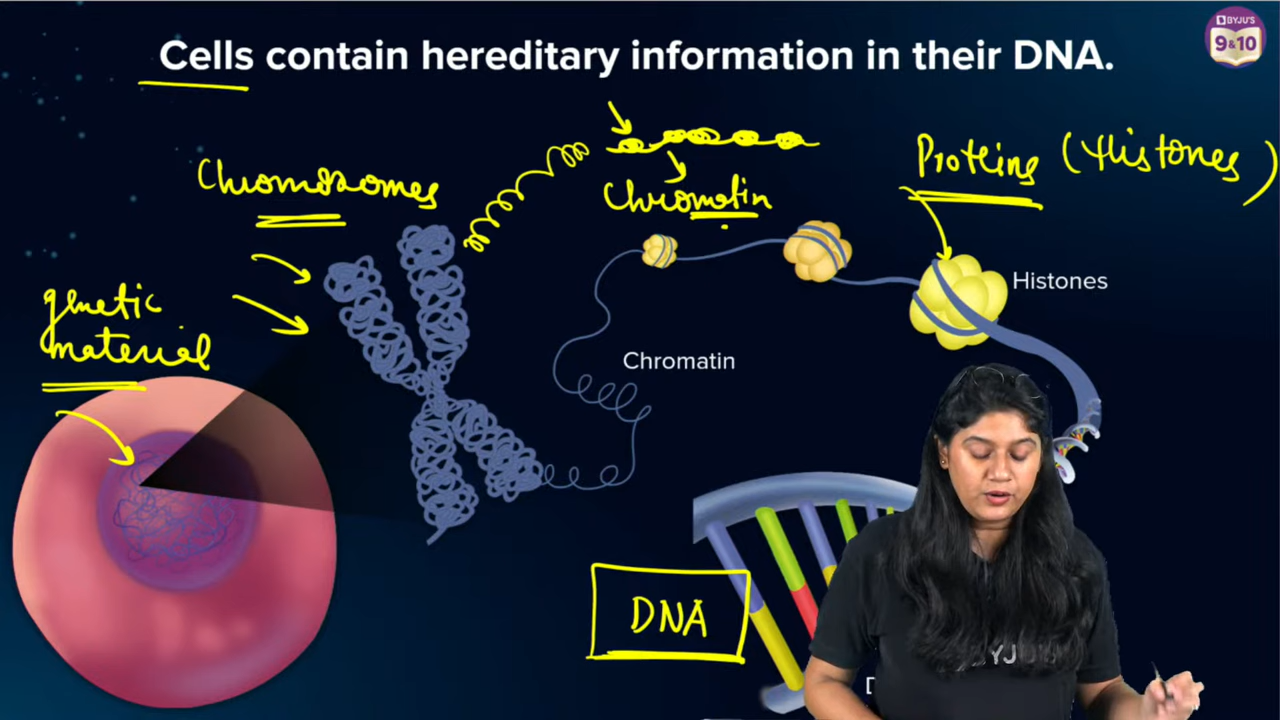 BYJU'S
9&10
Cells contain hereditary information in their DNA.
Proteins (Histones)
Chromosomes
Chromatin
Histones
genetic
material
Chromatin
DNA
BYJU'S